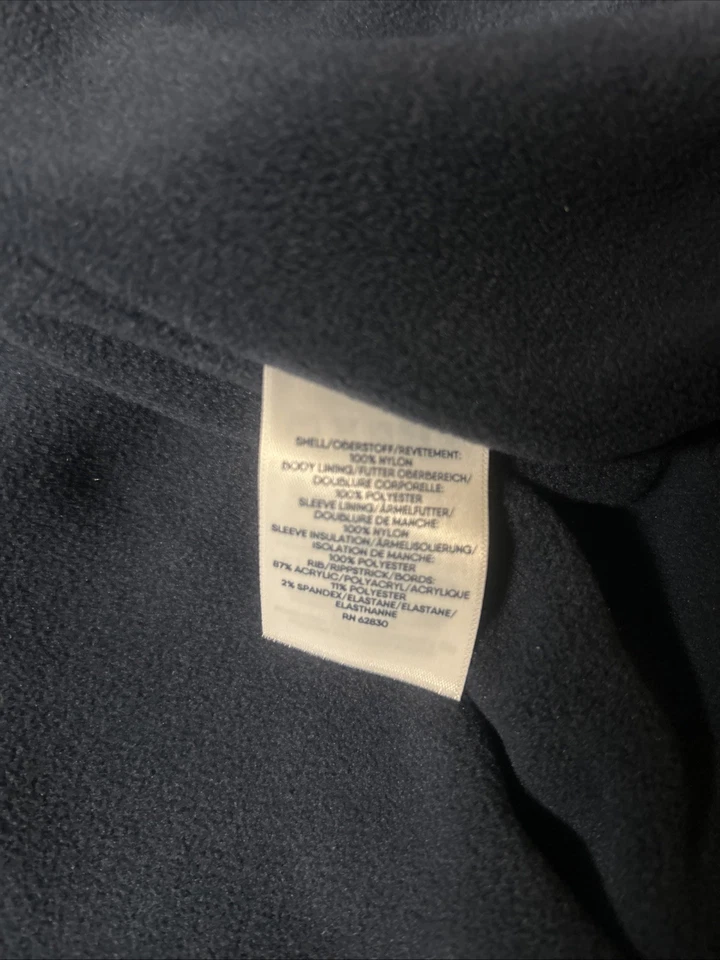 SHELL/OBERSTOFF/REVETEMENT:
100% NYLON
BODY LINING/FUTTER OBERBEREICH/
DOUBLURE CORPORELLE:
100% POLYESTER
SLEEVE LINING/ÄRMELFUTTER/
DOUBLURE DE MANCHE:
100% NYLON
SLEEVE INSULATION/ÄRMELISOLIERUNG/
ISOLATION DE MANCHE:
100% POLYESTER
RIB/RIPPSTRICK/BORDS:
87% ACRYLIC/POLYACRYL/ACRYLIQUE
11% POLYESTER
2% SPANDEX/ELASTANE/ELASTANE/
ELASTHANNE
RN 62830